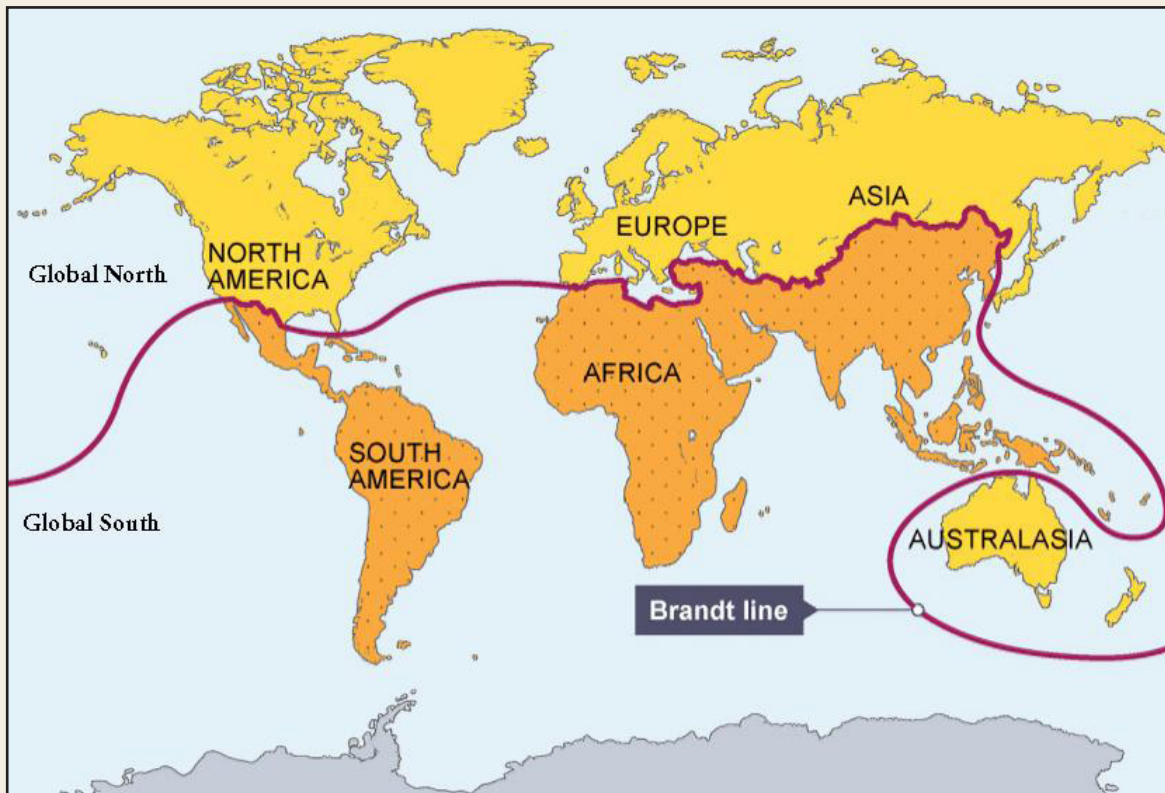 NORTH
AMERICA
EUROPE
ASIA
Global North
AFRICA
SOUTH
AMERICA
Global South
AUSTRALASIA
Brandt line